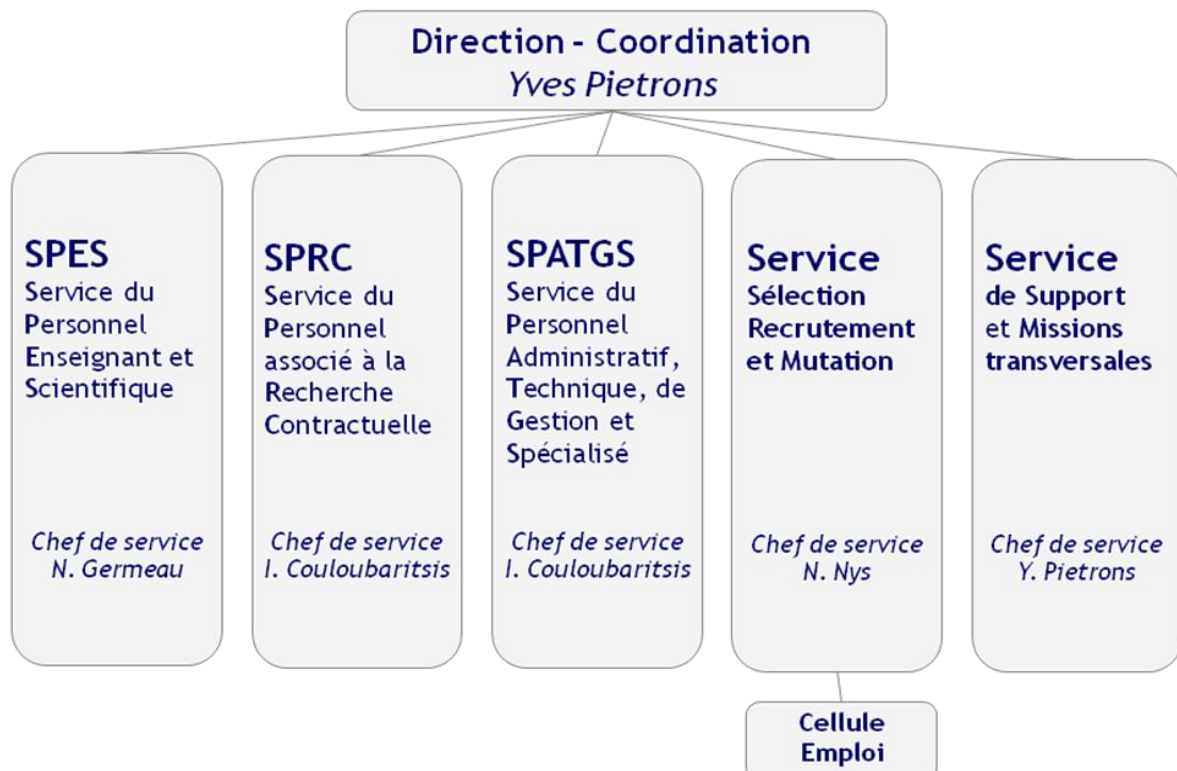 Direction - Coordination
Yves Pietrons
SPES
Service du
Personnel
Enseignant et
Scientifique
Chef de service
N. Germeau
SPRC
Service du
Personnel
associé à la
Recherche
Contractuelle
Chef de service
I. Couloubaritsis
SPATGS
Service du
Personnel
Administratif,
Technique, de
Gestion et
Spécialisé
Chef de service
I. Couloubaritsis
Service
Sélection
Recrutement
et Mutation
Chef de service
N. Nys
Service
de Support
et Missions
transversales
Chef de service
Y. Pietrons
Cellule
Emploi